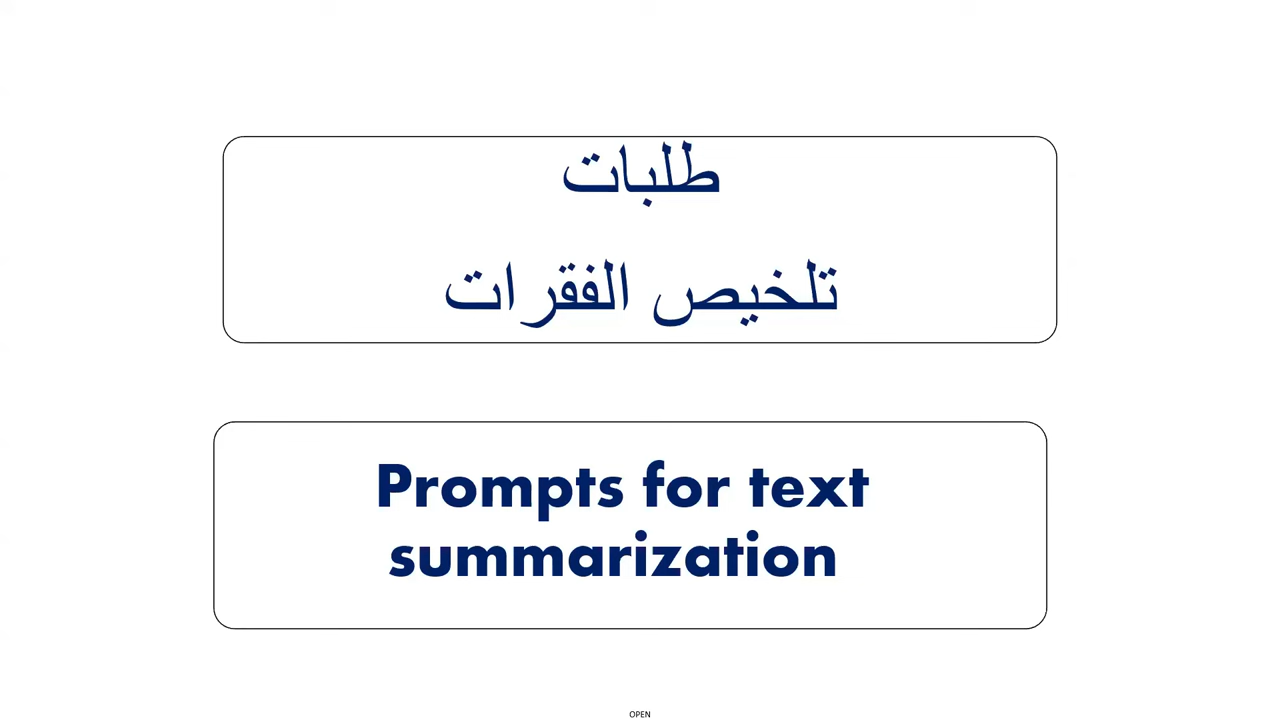 طلبات
تلخيص الفقرات
Prompts for text
summarization
OPEN